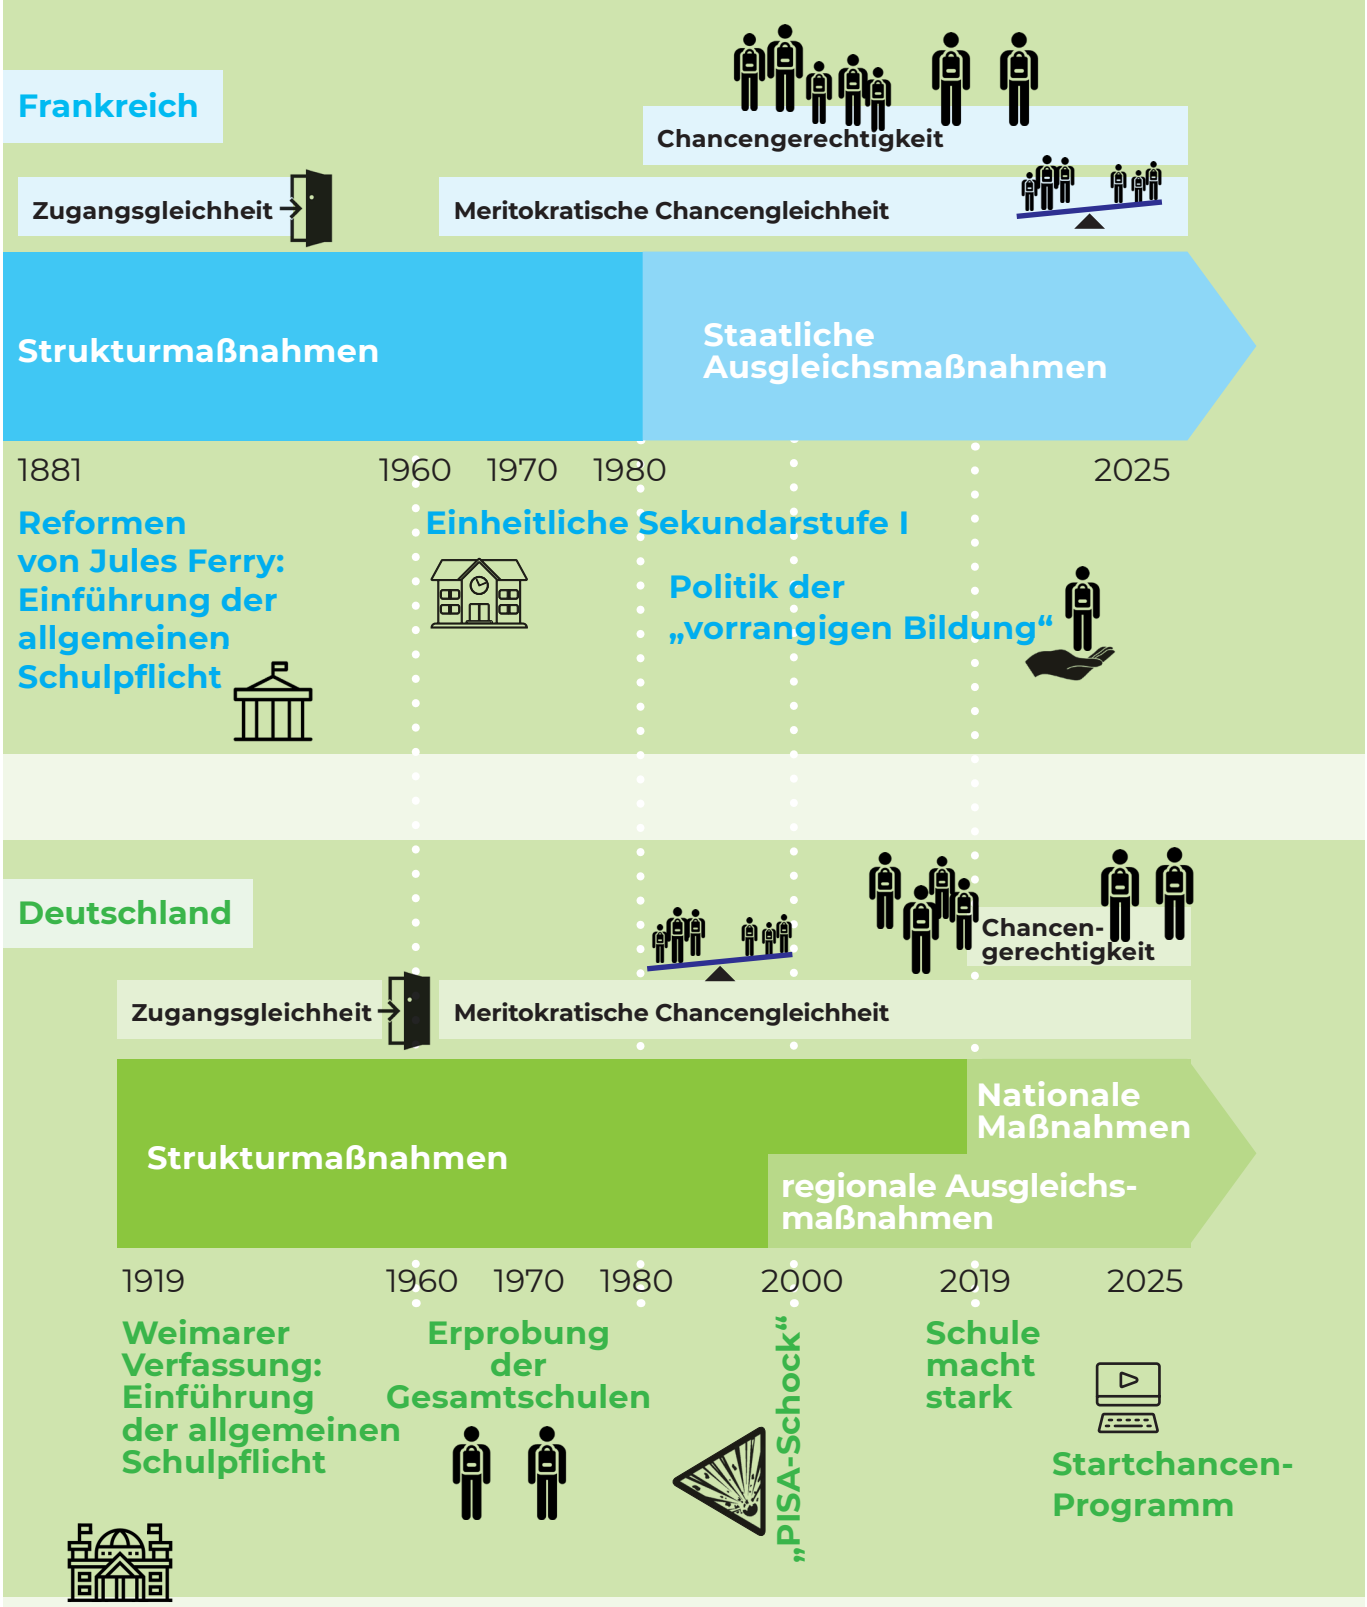 Frankreich
Chancengerechtigkeit
Zugangsgleichheit
Meritokratische Chancengleichheit
Strukturmaßnahmen
Staatliche
Ausgleichsmaßnahmen
1881
1960
1970
1980
2025
Reformen
von Jules Ferry:
Einführung der
allgemeinen
Schulpflicht
Einheitliche Sekundarstufe I
Politik der
„vorrangigen Bildung“
Deutschland
Chancen-
gerechtigkeit
Zugangsgleichheit
Meritokratische Chancengleichheit
Strukturmaßnahmen
Nationale
Maßnahmen
regionale Ausgleichs-
maßnahmen
1919
1960
1970
1980
2000
2019
2025
Weimarer
Verfassung:
Einführung
der allgemeinen
Schulpflicht
Erprobung
der
Gesamtschulen
„PISA-Schock“
Schule
macht
stark
Startchancen-
Programm